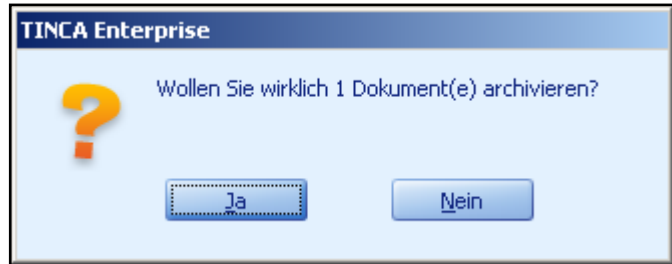 TINCA Enterprise
Wollen Sie wirklich 1 Dokument(e) archivieren?
Ja
Nein